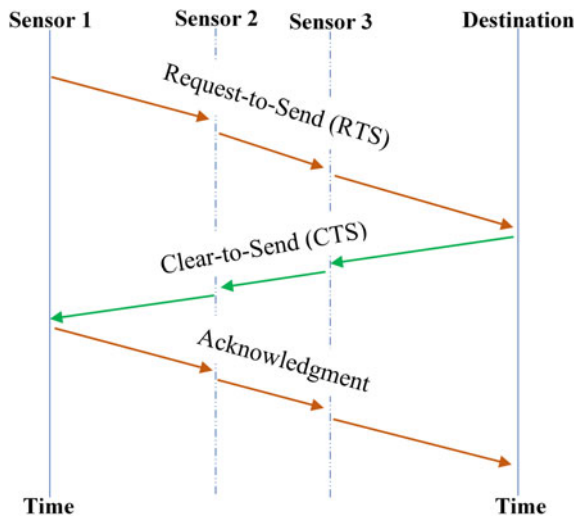 Sensor 1
Sensor 2
Sensor 3
Destination
Request-to-Send (RTS)
Clear-to-Send (CTS)
Acknowledgment
Time
Time